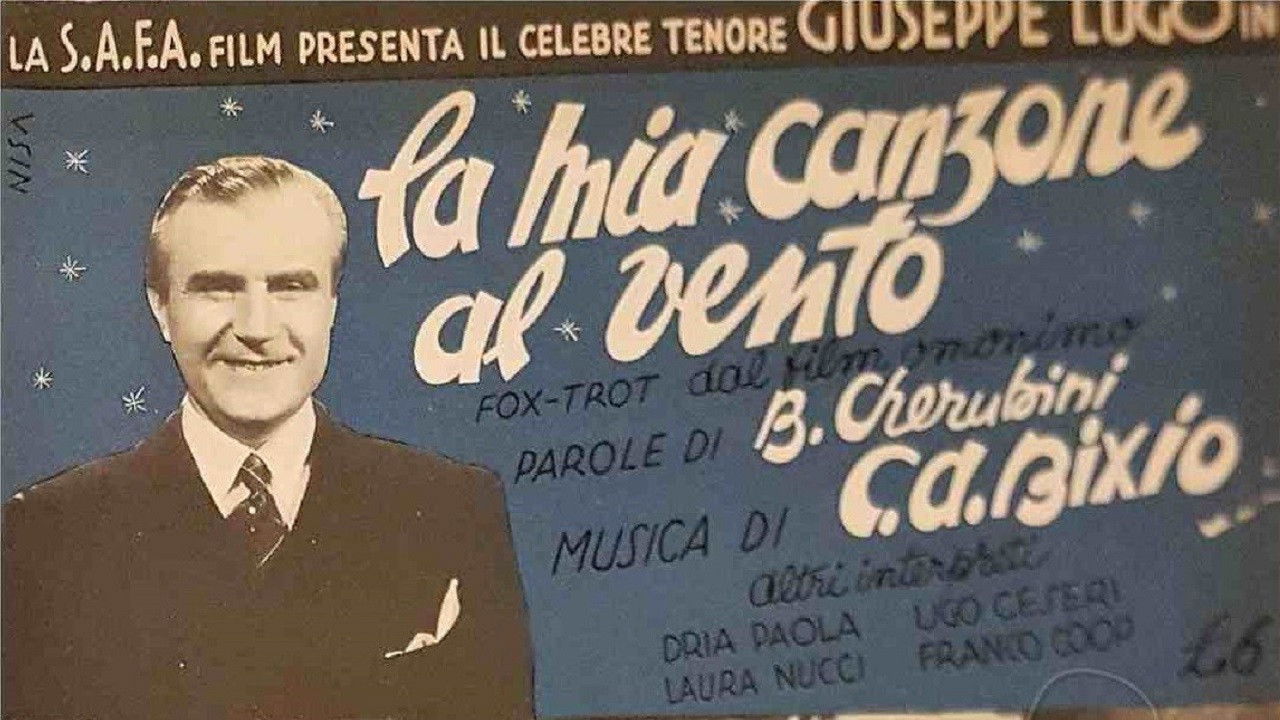 LA S.A.F.A. FILM PRESENTA IL CELEBRE TENORE GIUSEPPE LUGO IN
NISA
la mia canzone
al vento
FOX-TROT dal film omonimo
PAROLE DI B. Cherubini
MUSICA DI C.A. BIXIO
altri interpreti
DRIA PAOLA UGO CESERI
LAURA NUCCI FRANCO COOP
£6